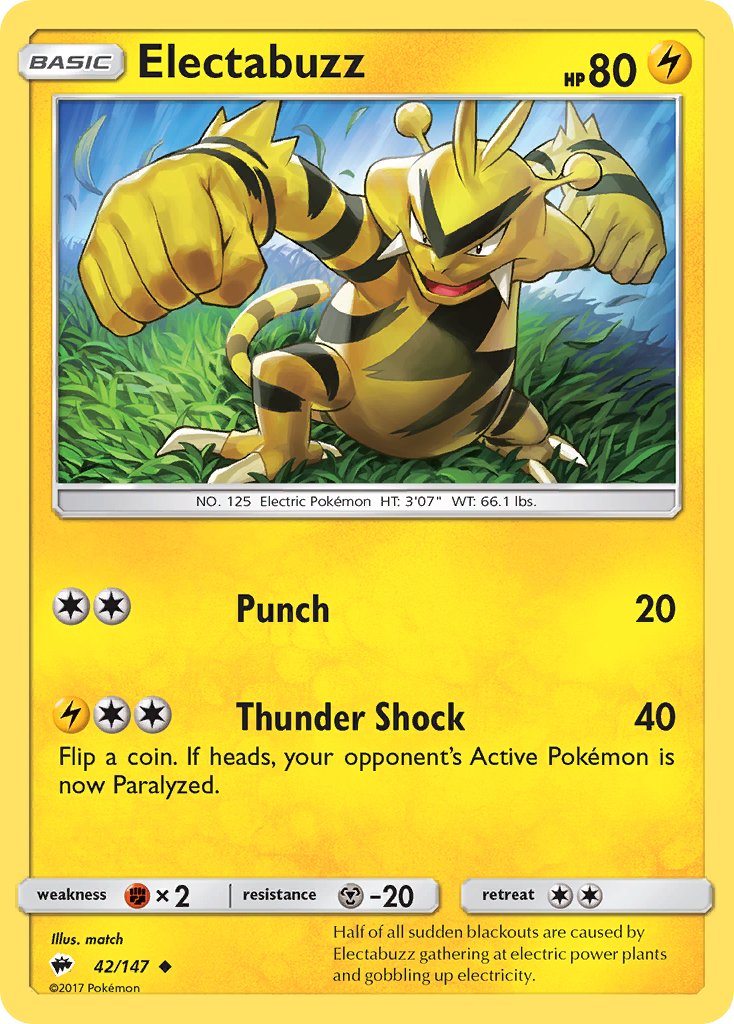 BASIC Electabuzz HP 80
NO. 125 Electric Pokémon HT: 3'07" WT: 66.1 lbs.
Punch 20
Thunder Shock 40
Flip a coin. If heads, your opponent's Active Pokémon is
now Paralyzed.
weakness × 2 resistance -20 retreat
Illus. match
42/147
©2017 Pokémon
Half of all sudden blackouts are caused by
Electabuzz gathering at electric power plants
and gobbling up electricity.